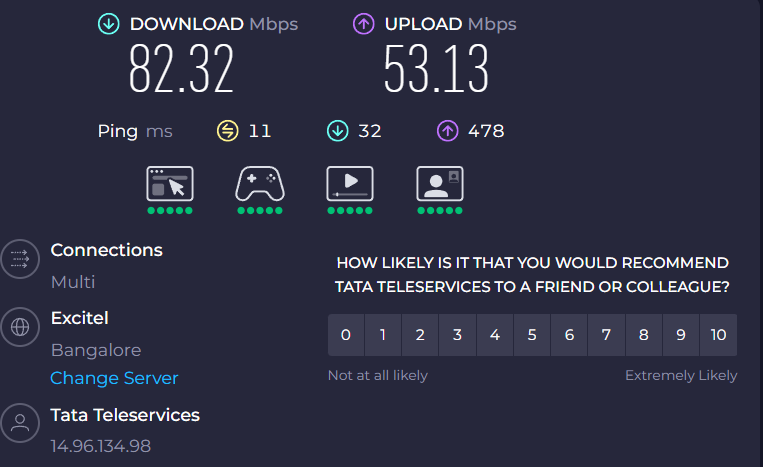 DOWNLOAD Mbps
82.32
UPLOAD Mbps
53.13
Ping ms 11 32 478
Connections
Multi
Excitel
Bangalore
Change Server
Tata Teleservices
14.96.134.98
HOW LIKELY IS IT THAT YOU WOULD RECOMMEND
TATA TELESERVICES TO A FRIEND OR COLLEAGUE?
0 1 2 3 4 5 6 7 8 9 10
Not at all likely Extremely Likely